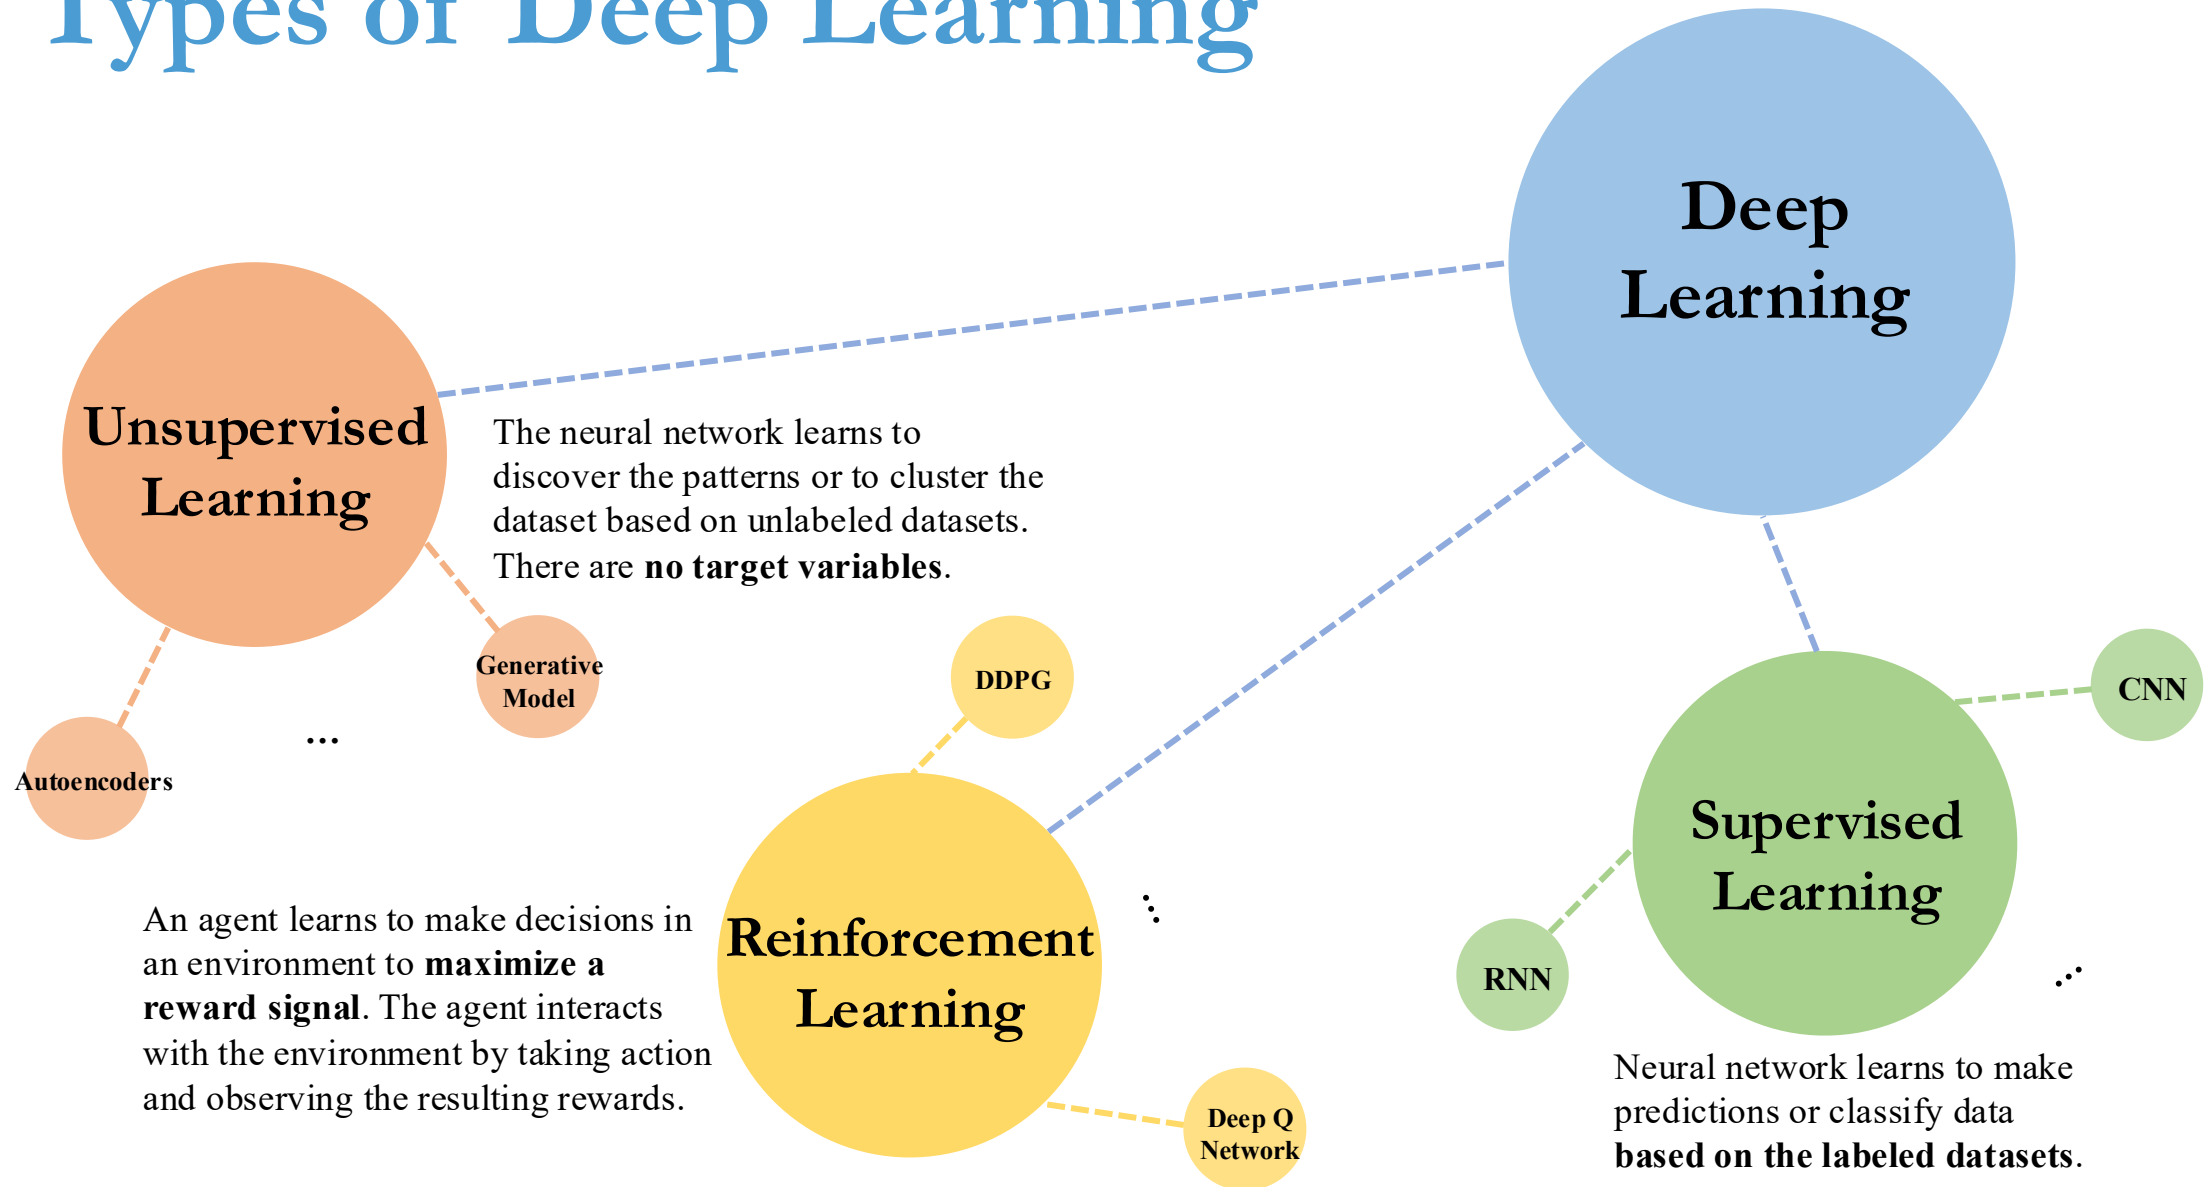 Types of Deep Learning
Deep
Learning
Unsupervised
Learning
The neural network learns to
discover the patterns or to cluster the
dataset based on unlabeled datasets.
There are no target variables.
Generative
Model
Autoencoders
...
DDPG
Reinforcement
Learning
An agent learns to make decisions in
an environment to maximize a
reward signal. The agent interacts
with the environment by taking action
and observing the resulting rewards.
...
Deep Q
Network
CNN
Supervised
Learning
RNN
...
Neural network learns to make
predictions or classify data
based on the labeled datasets.